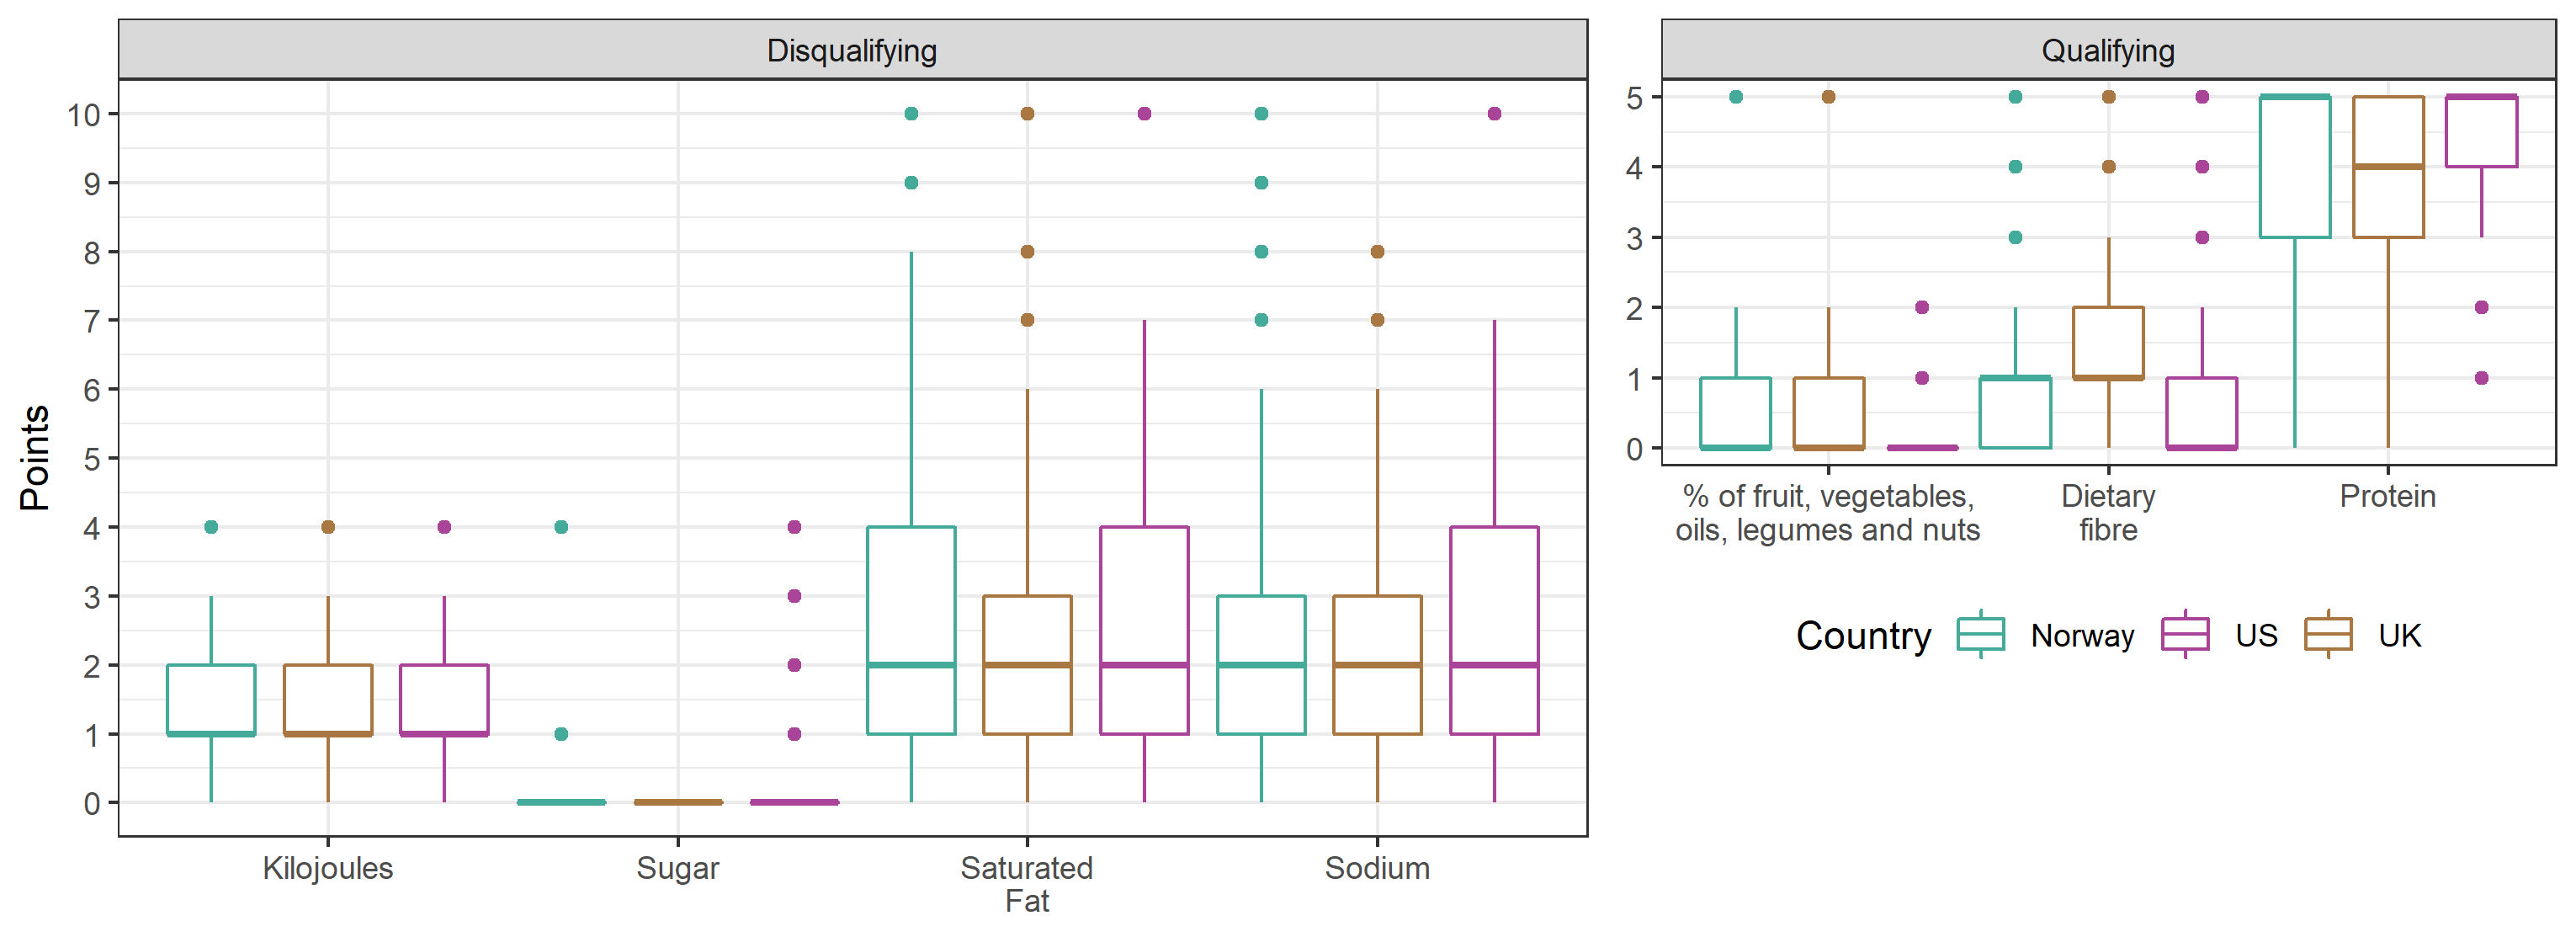 Disqualifying
Qualifying
Points
10
9
8
7
6
5
4
3
2
1
0
Kilojoules
Sugar
Saturated
Fat
Sodium
5
4
3
2
1
0
% of fruit, vegetables,
oils, legumes and nuts
Dietary
fibre
Protein
Country Norway US UK